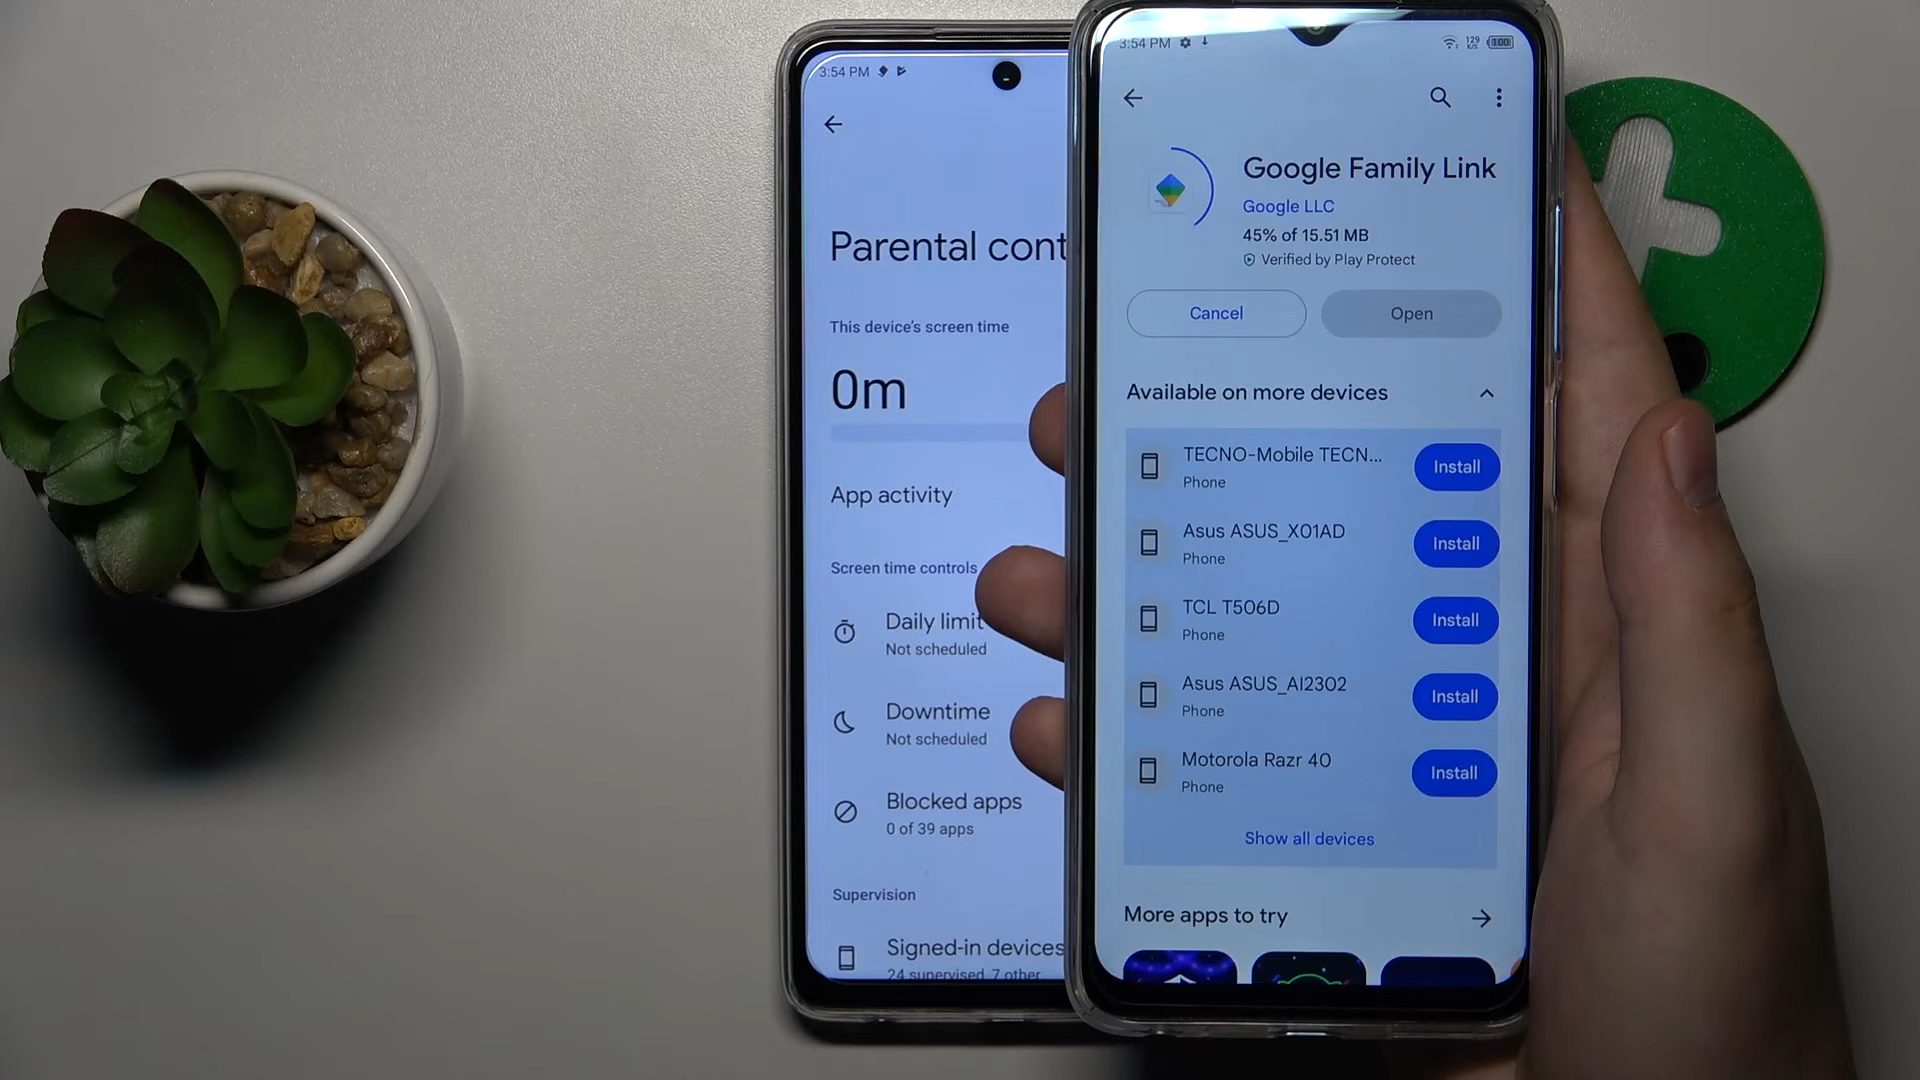 3:54 PM
Parental cont
This device's screen time
0m
App activity
Screen time controls
Daily limit
Not scheduled
Downtime
Not scheduled
Blocked apps
0 of 39 apps
Supervision
Signed-in devices
24 supervised, 7 other
3:54 PM
129
K/S
100
Google Family Link
Google LLC
45% of 15.51 MB
Verified by Play Protect
Cancel
Open
Available on more devices
TECNO-Mobile TECN...
Phone
Install
Asus ASUS_X01AD
Phone
Install
TCL T506D
Phone
Install
Asus ASUS_AI2302
Phone
Install
Motorola Razr 40
Phone
Install
Show all devices
More apps to try